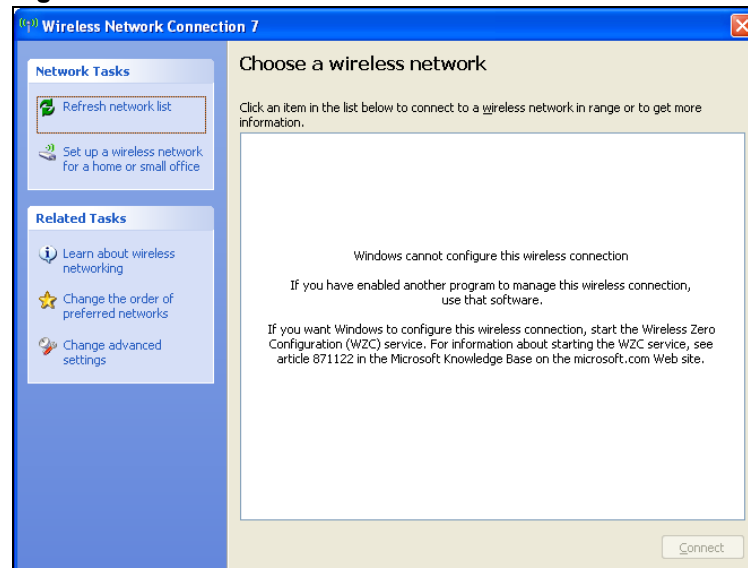 Wireless Network Connection 7
Network Tasks
Refresh network list
Set up a wireless network
for a home or small office
Related Tasks
Learn about wireless
networking
Change the order of
preferred networks
Change advanced
settings
Choose a wireless network
Click an item in the list below to connect to a wireless network in range or to get more
information.
Windows cannot configure this wireless connection
If you have enabled another program to manage this wireless connection,
use that software.
If you want Windows to configure this wireless connection, start the Wireless Zero
Configuration (WZC) service. For information about starting the WZC service, see
article 871122 in the Microsoft Knowledge Base on the microsoft.com Web site.
Connect